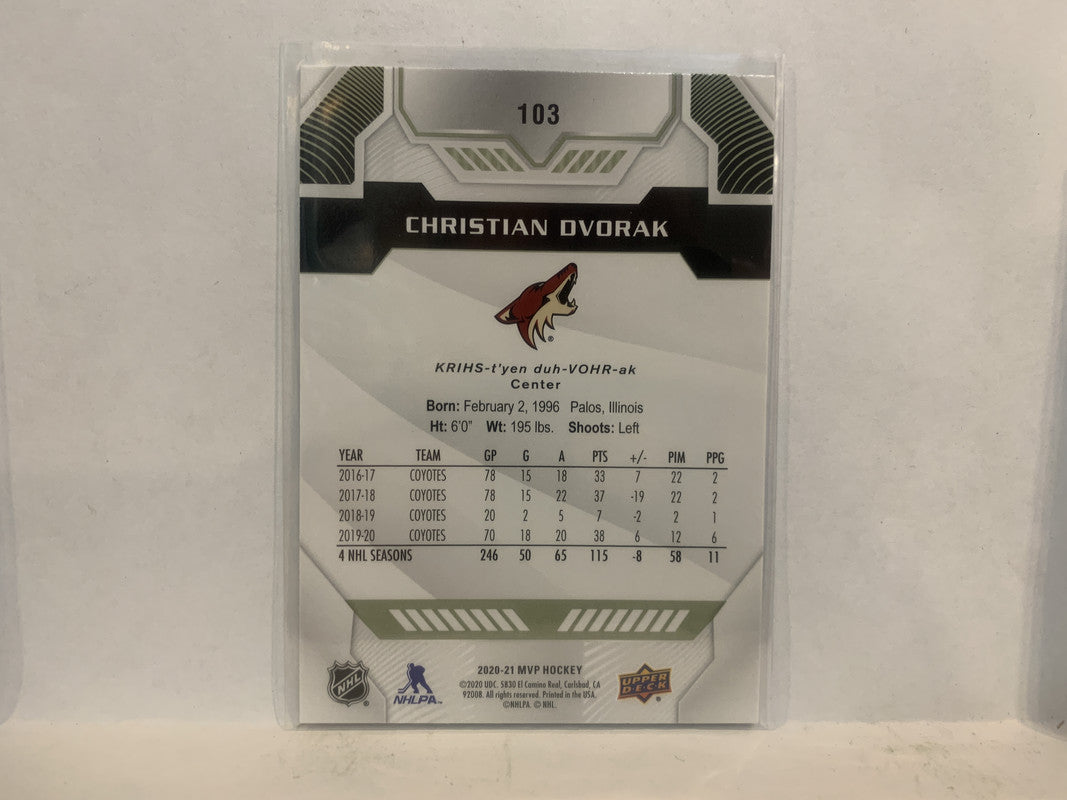 103
CHRISTIAN DVORAK
®
KRIHS-t'yen duh-VOHR-ak
Center
Born: February 2, 1996 Palos, Illinois
Ht: 6'0" Wt: 195 lbs. Shoots: Left
YEAR TEAM GP G A PTS +/- PIM PPG
2016-17 COYOTES 78 15 18 33 7 22 2
2017-18 COYOTES 78 15 22 37 -19 22 2
2018-19 COYOTES 20 2 5 7 -2 2 1
2019-20 COYOTES 70 18 20 38 6 12 6
4 NHL SEASONS 246 50 65 115 -8 58 11
NHL
NHLPA™
2020-21 MVP HOCKEY
©2020 UDC. 5830 El Camino Real, Carlsbad, CA
92008. All rights reserved. Printed in the USA.
©NHLPA. © NHL.
UPPER
DECK